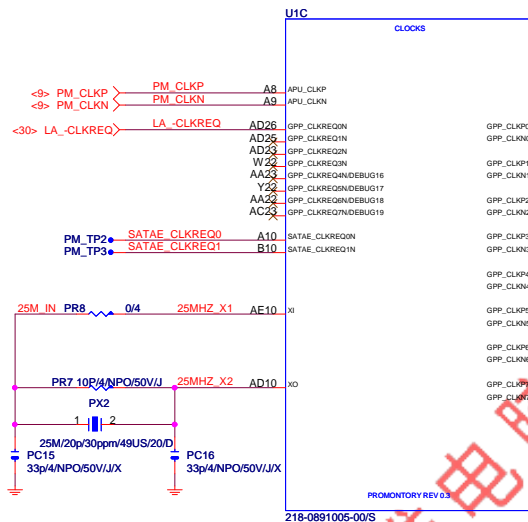 U1C
CLOCKS
<9> PM_CLKP PM_CLKP A8 APU_CLKP
<9> PM_CLKN PM_CLKN A9 APU_CLKN
<30> LA_-CLKREQ LA_-CLKREQ AD26 GPP_CLKREQ0N GPP_CLKP0
AD25 GPP_CLKREQ1N GPP_CLKN0
AD23 GPP_CLKREQ2N
W22 GPP_CLKREQ3N GPP_CLKP1
AA23 GPP_CLKREQ4N/DEBUG16 GPP_CLKN1
Y22 GPP_CLKREQ5N/DEBUG17
AA22 GPP_CLKREQ6N/DEBUG18 GPP_CLKP2
AC23 GPP_CLKREQ7N/DEBUG19 GPP_CLKN2
PM_TP2 SATAE_CLKREQ0 A10 SATAE_CLKREQ0N GPP_CLKP3
PM_TP3 SATAE_CLKREQ1 B10 SATAE_CLKREQ1N GPP_CLKN3
GPP_CLKP4
GPP_CLKN4
25M_IN PR8 0/4 25MHZ_X1 AE10 XI GPP_CLKP5
GPP_CLKN5
GPP_CLKP6
GPP_CLKN6
PR7 10P/4/NPO/50V/J 25MHZ_X2 AD10 XO GPP_CLKP7
GPP_CLKN7
PX2
1 2
25M/20p/30ppm/49US/20/D
PC15 PC16
33p/4/NPO/50V/J/X 33p/4/NPO/50V/J/X
PROMONTORY REV 0.3
218-0891005-00/S